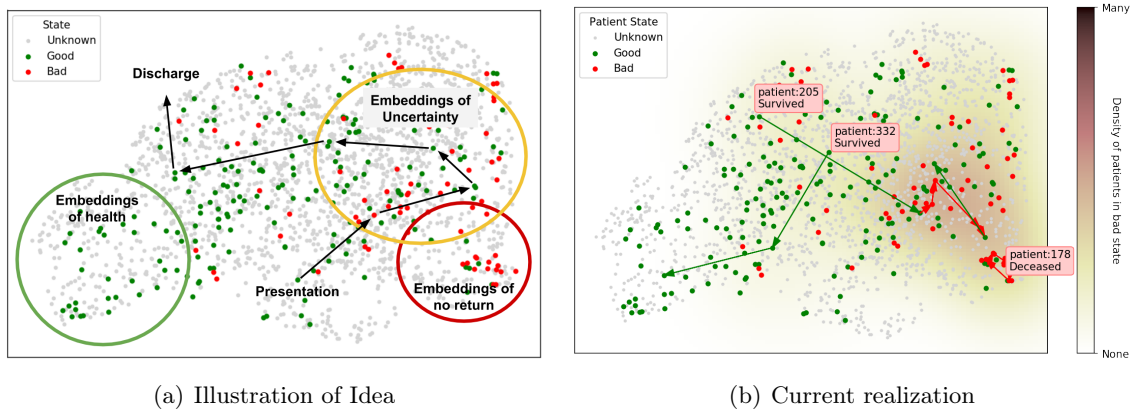 State
Unknown
Good
Bad
Discharge
Embeddings of
Uncertainty
Embeddings
of health
Presentation
Embeddings of
no return
(a) Illustration of Idea
Patient State
Unknown
Good
Bad
patient:205
Survived
patient:332
Survived
patient:178
Deceased
Many
Density of patients in bad state
None
(b) Current realization